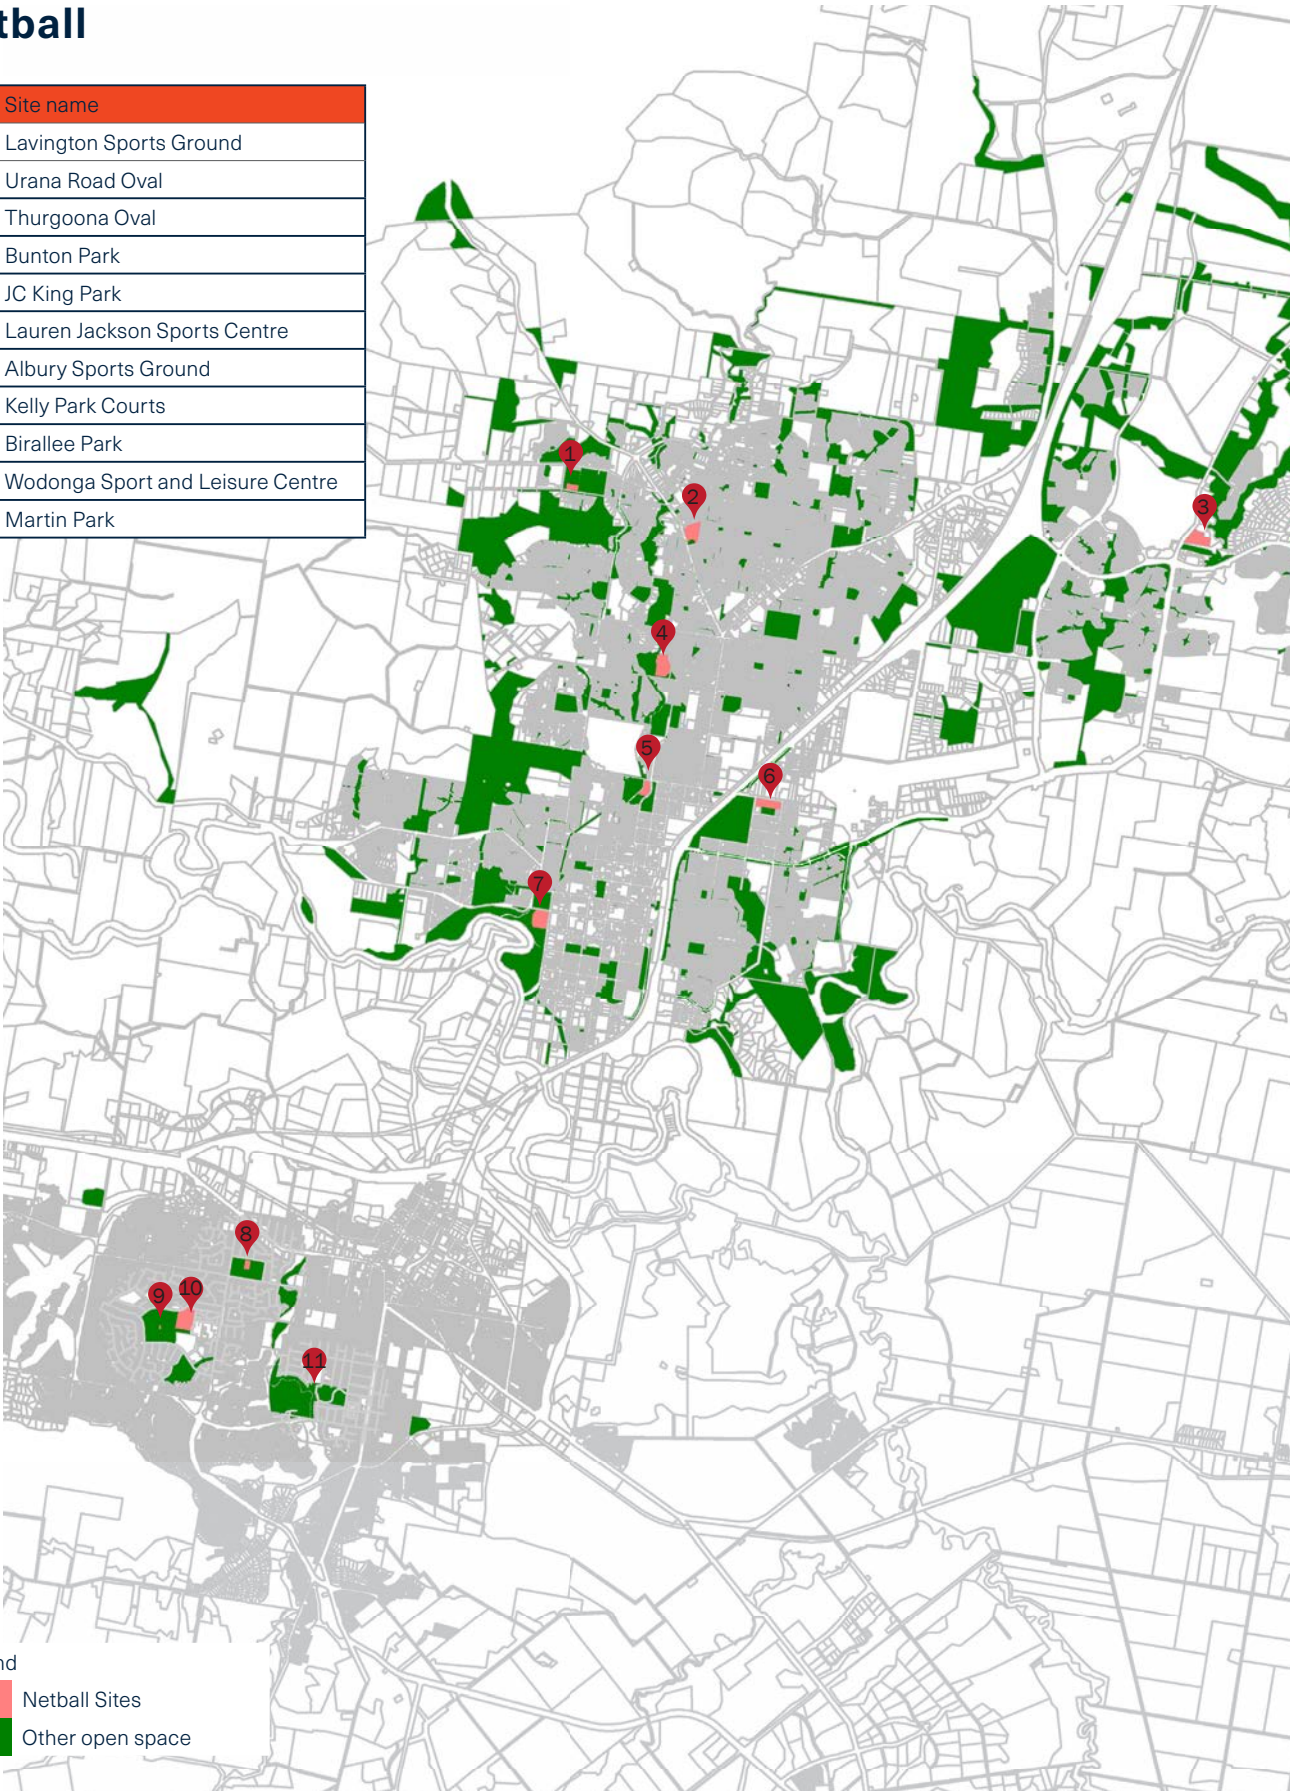 tball
Site name
Lavington Sports Ground
Urana Road Oval
Thurgoona Oval
Bunton Park
JC King Park
Lauren Jackson Sports Centre
Albury Sports Ground
Kelly Park Courts
Birallee Park
Wodonga Sport and Leisure Centre
Martin Park
1
2
3
4
5
6
7
8
9
10
11
nd
Netball Sites
Other open space